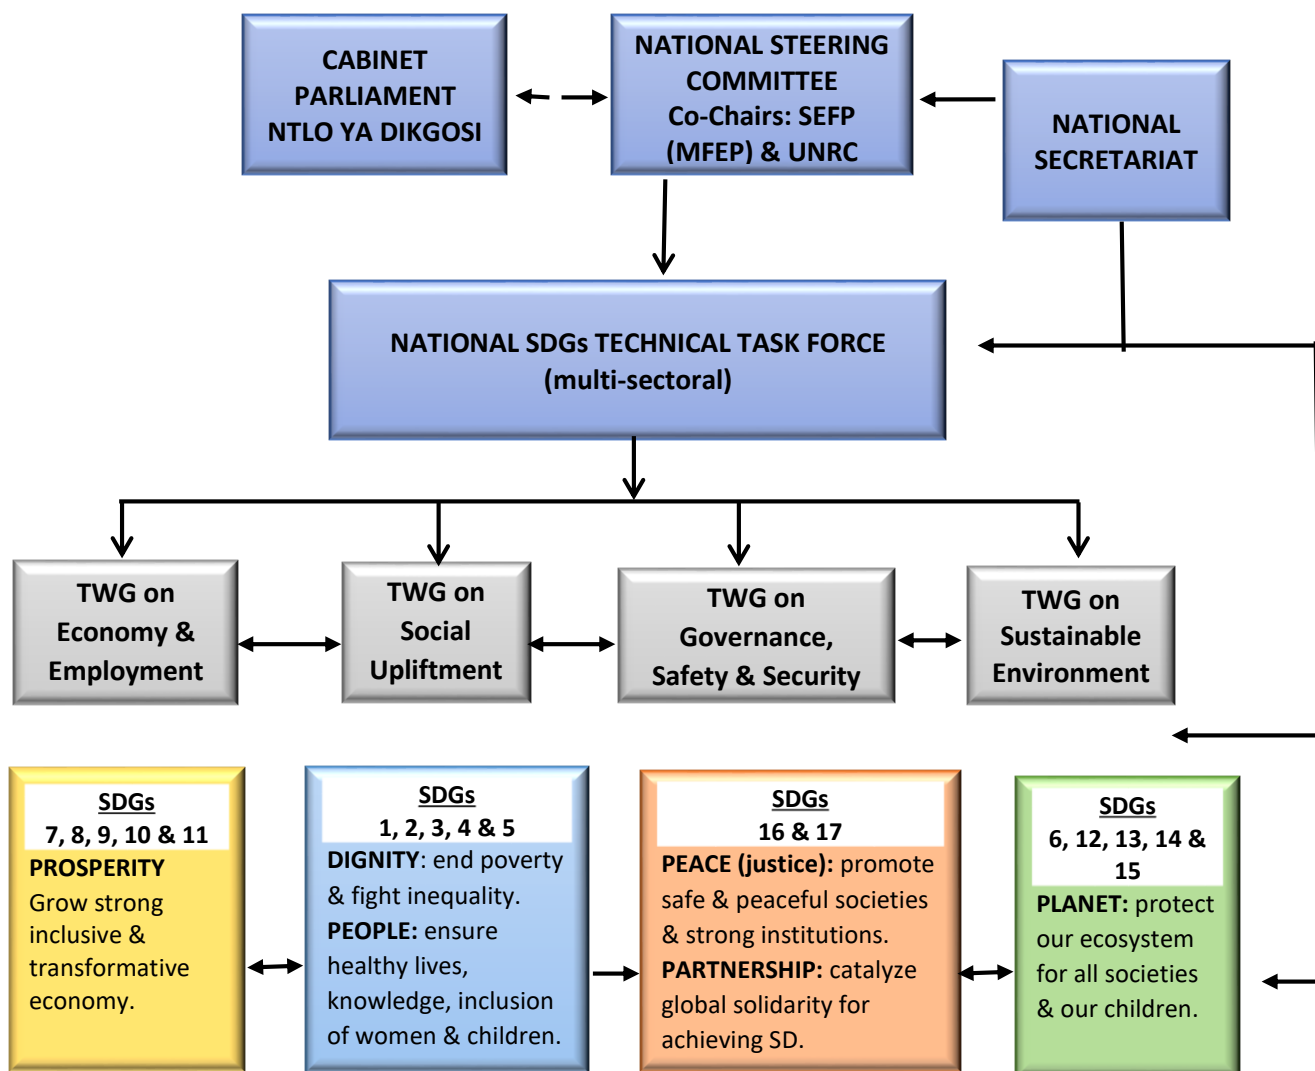 CABINET
PARLIAMENT
NTLO YA DIKGOSI
NATIONAL STEERING
COMMITTEE
Co-Chairs: SEFP
(MFEP) & UNRC
NATIONAL
SECRETARIAT
NATIONAL SDGs TECHNICAL TASK FORCE
(multi-sectoral)
TWG on
Economy &
Employment
TWG on
Social
Upliftment
TWG on
Governance,
Safety & Security
TWG on
Sustainable
Environment
SDGs
7, 8, 9, 10 & 11
PROSPERITY
Grow strong
inclusive &
transformative
economy.
SDGs
1, 2, 3, 4 & 5
DIGNITY: end poverty
& fight inequality.
PEOPLE: ensure
healthy lives,
knowledge, inclusion
of women & children.
SDGs
16 & 17
PEACE (justice): promote
safe & peaceful societies
& strong institutions.
PARTNERSHIP: catalyze
global solidarity for
achieving SD.
SDGs
6, 12, 13, 14 &
15
PLANET: protect
our ecosystem
for all societies
& our children.